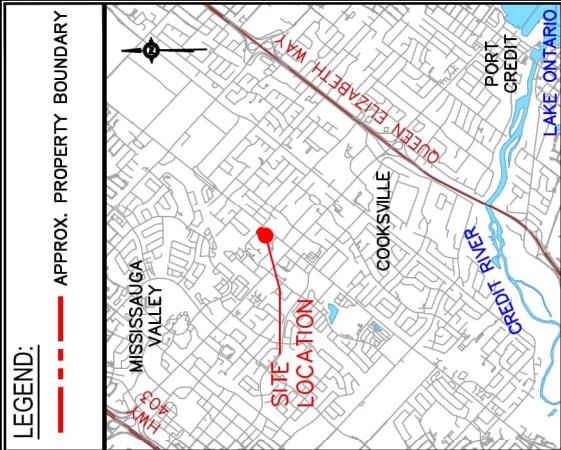 LEGEND:
APPROX. PROPERTY BOUNDARY
HWY
403
MISSISSAUGA
VALLEY
N
SITE
LOCATION
COOKSVILLE
QUEEN ELIZABETH WAY
CREDIT RIVER
PORT
CREDIT
LAKE ONTARIO